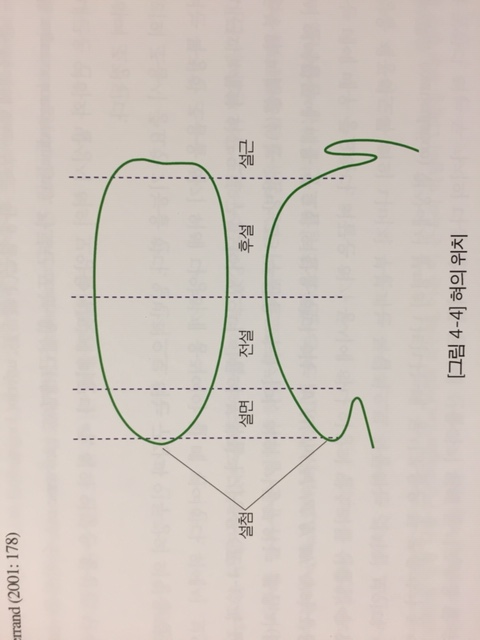 errand (2001: 178)
설첨 설면 전설 후설 설근
[그림 4-4] 혀의 위치